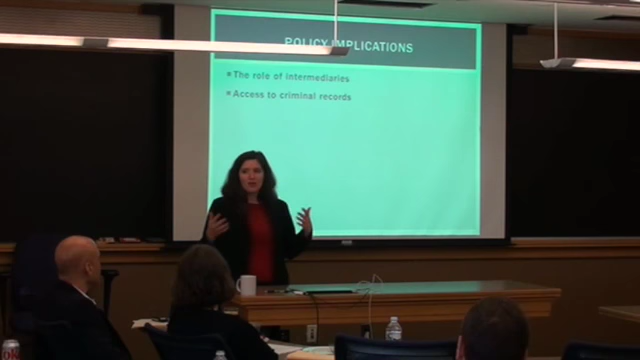 POLICY IMPLICATIONS
The role of intermediaries
Access to criminal records